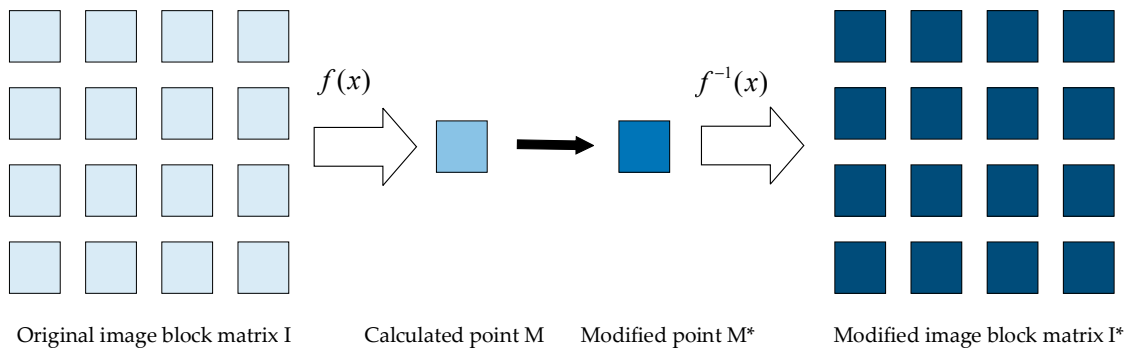 f(x)
f⁻¹(x)
Original image block matrix I
Calculated point M
Modified point M*
Modified image block matrix I*